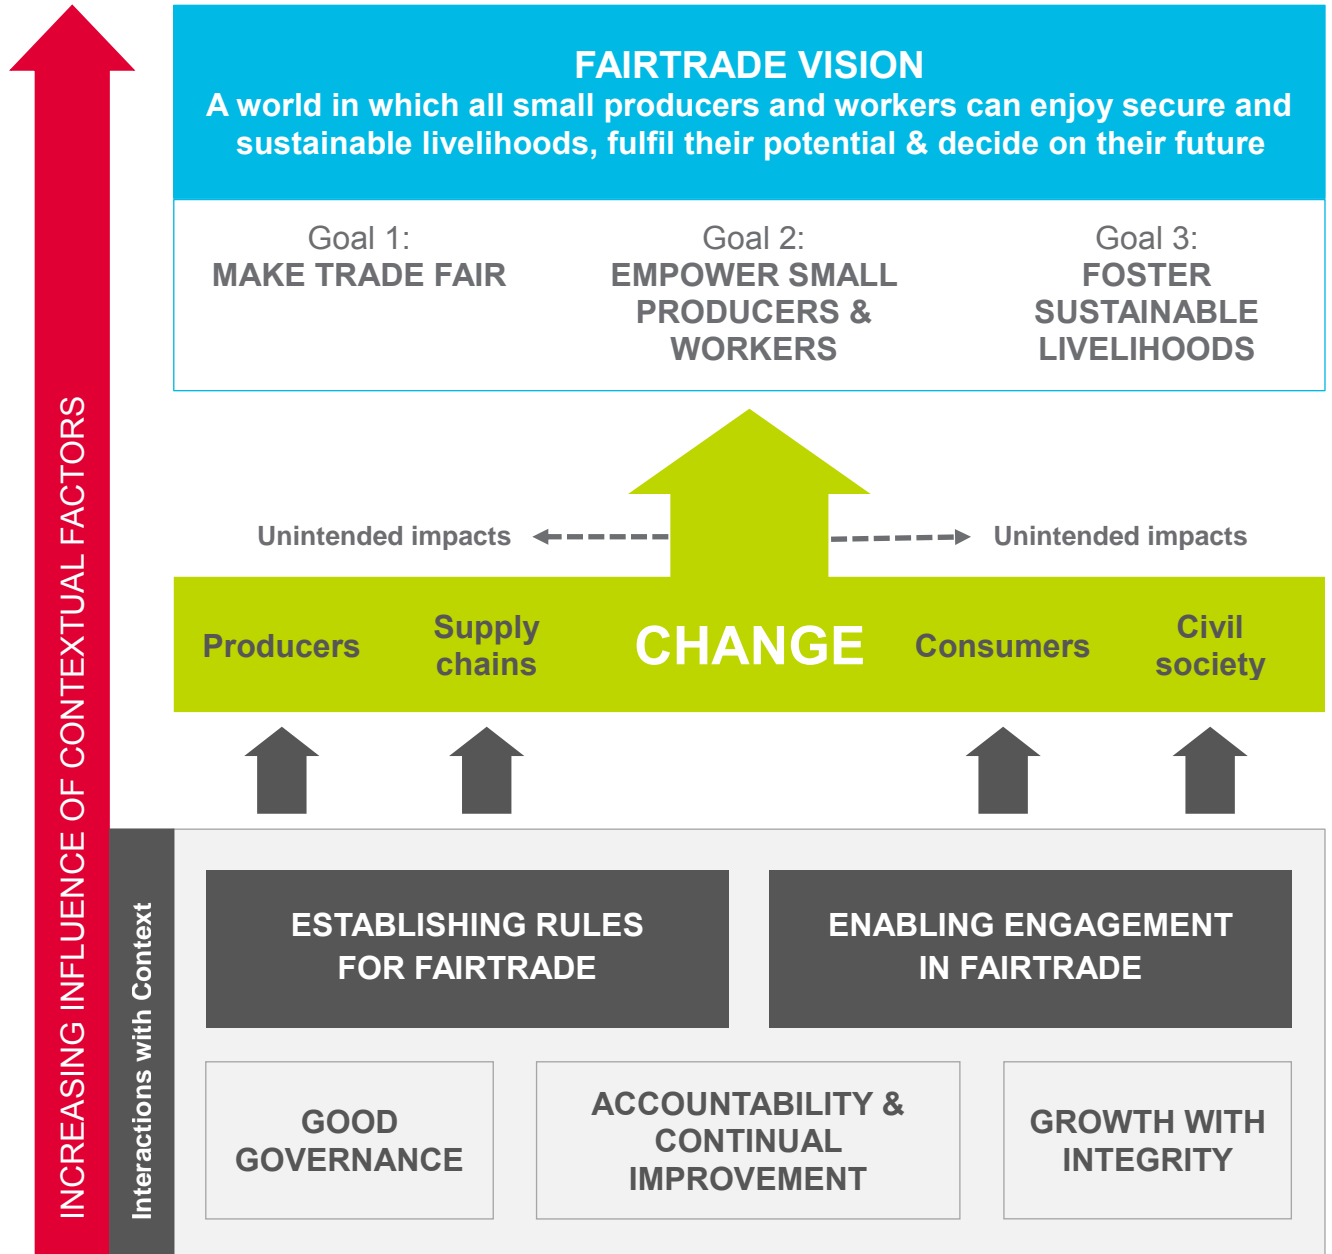 FAIRTRADE VISION
A world in which all small producers and workers can enjoy secure and
sustainable livelihoods, fulfil their potential & decide on their future
Goal 1:
MAKE TRADE FAIR
Goal 2:
EMPOWER SMALL
PRODUCERS &
WORKERS
Goal 3:
FOSTER
SUSTAINABLE
LIVELIHOODS
Unintended impacts
Unintended impacts
Producers
Supply
chains
CHANGE
Consumers
Civil
society
INCREASING INFLUENCE OF CONTEXTUAL FACTORS
Interactions with Context
ESTABLISHING RULES
FOR FAIRTRADE
ENABLING ENGAGEMENT
IN FAIRTRADE
GOOD
GOVERNANCE
ACCOUNTABILITY &
CONTINUAL
IMPROVEMENT
GROWTH WITH
INTEGRITY